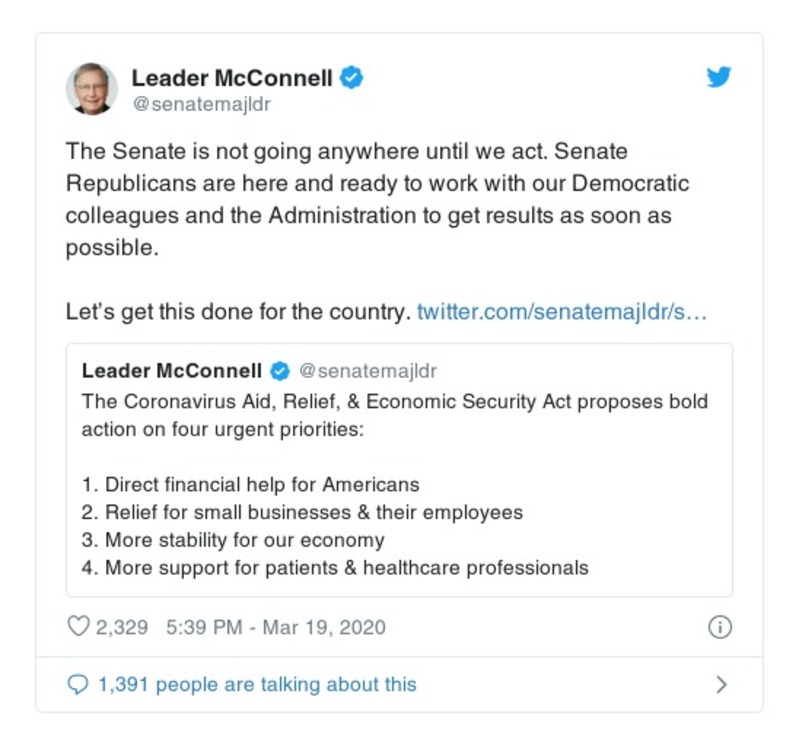 Leader McConnell
@senatemajldr
The Senate is not going anywhere until we act. Senate
Republicans are here and ready to work with our Democratic
colleagues and the Administration to get results as soon as
possible.
Let’s get this done for the country. twitter.com/senatemajldr/s…
Leader McConnell @senatemajldr
The Coronavirus Aid, Relief, & Economic Security Act proposes bold
action on four urgent priorities:
1. Direct financial help for Americans
2. Relief for small businesses & their employees
3. More stability for our economy
4. More support for patients & healthcare professionals
2,329 5:39 PM - Mar 19, 2020
1,391 people are talking about this